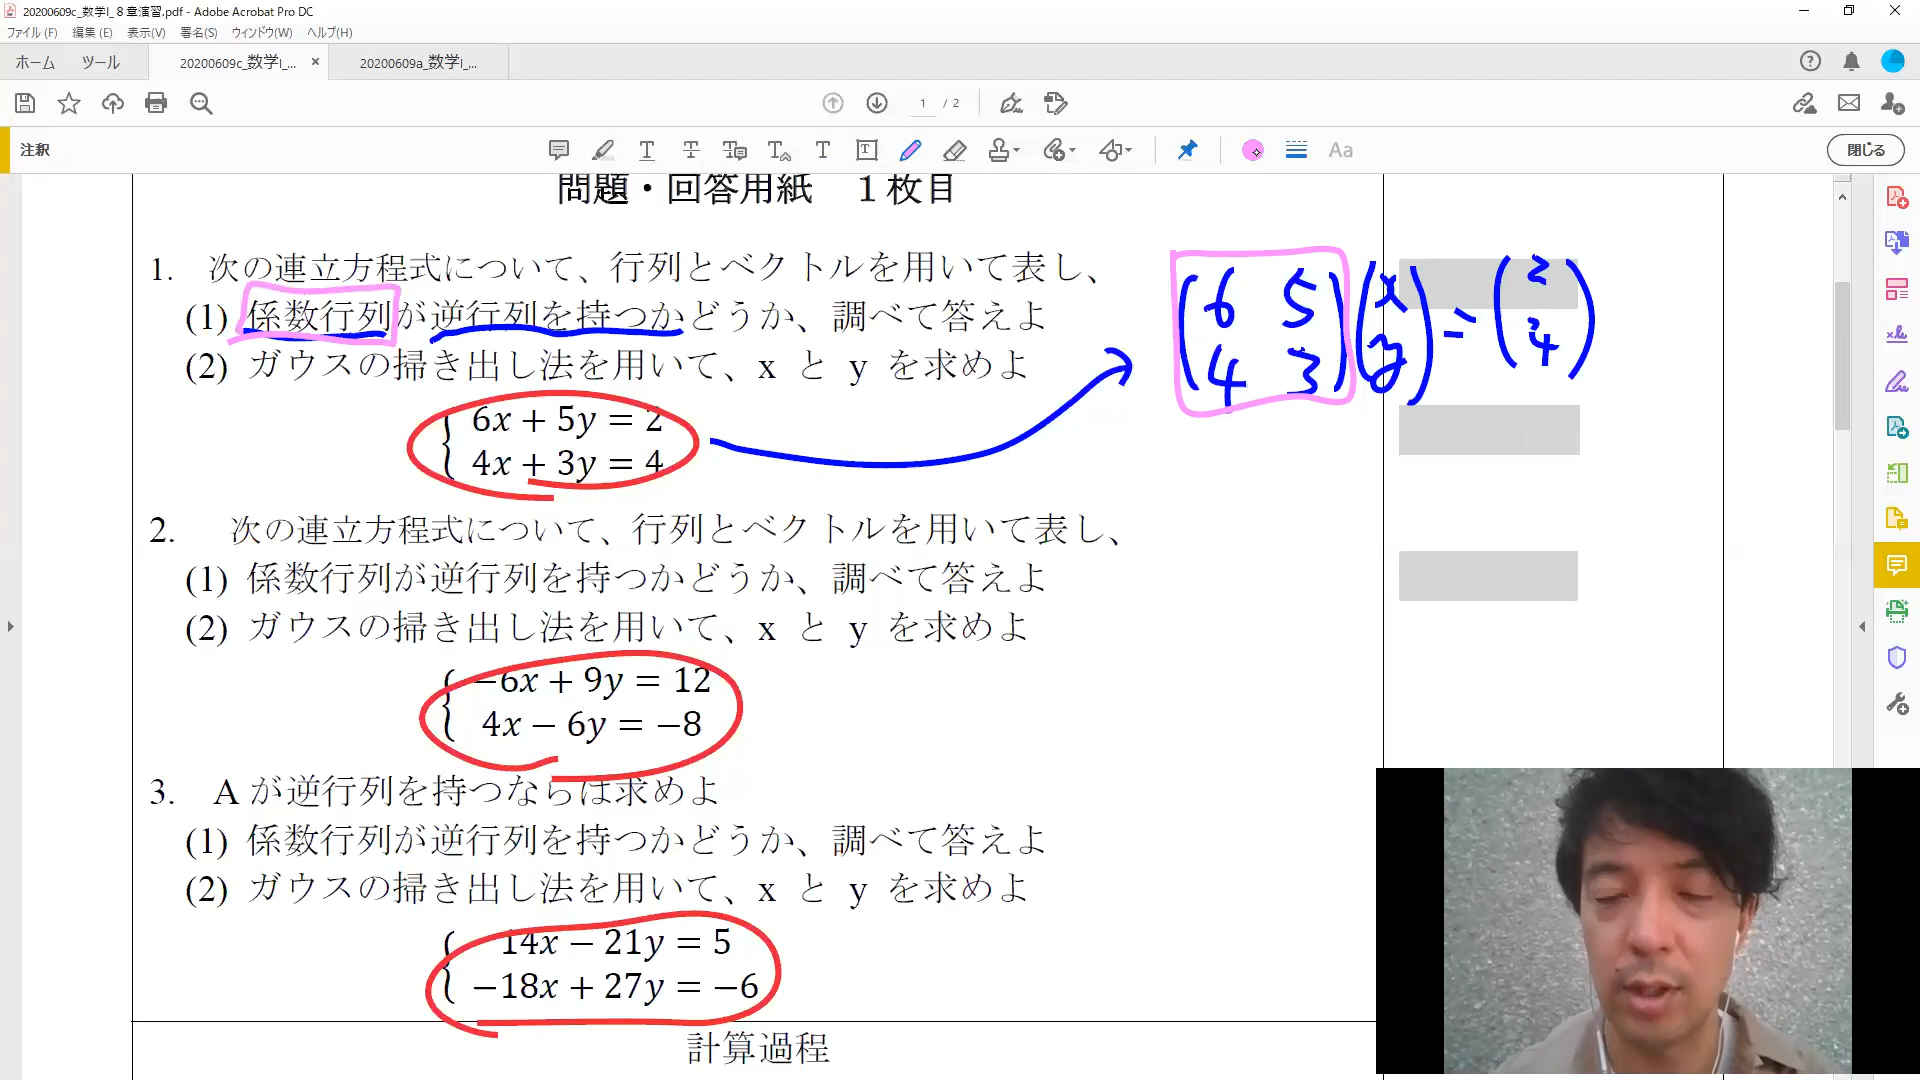 20200609c_数学Ⅰ_８章演習.pdf - Adobe Acrobat Pro DC
ファイル(F) 編集(E) 表示(V) 署名(S) ウィンドウ(W) ヘルプ(H)
ホーム ツール 20200609c_数学Ⅰ_... × 20200609a_数学Ⅰ_...
1 / 2
注釈 Aa 閉じる
問題・回答用紙　１枚目
1. 次の連立方程式について、行列とベクトルを用いて表し、
(1) 係数行列が逆行列を持つかどうか、調べて答えよ
(2) ガウスの掃き出し法を用いて、x と y を求めよ
6x + 5y = 2
4x + 3y = 4
(6 5) (x) = (2)
(4 3) (y) (4)
2. 次の連立方程式について、行列とベクトルを用いて表し、
(1) 係数行列が逆行列を持つかどうか、調べて答えよ
(2) ガウスの掃き出し法を用いて、x と y を求めよ
−6x + 9y = 12
4x − 6y = −8
3. A が逆行列を持つならば求めよ
(1) 係数行列が逆行列を持つかどうか、調べて答えよ
(2) ガウスの掃き出し法を用いて、x と y を求めよ
14x − 21y = 5
−18x + 27y = −6
計算過程